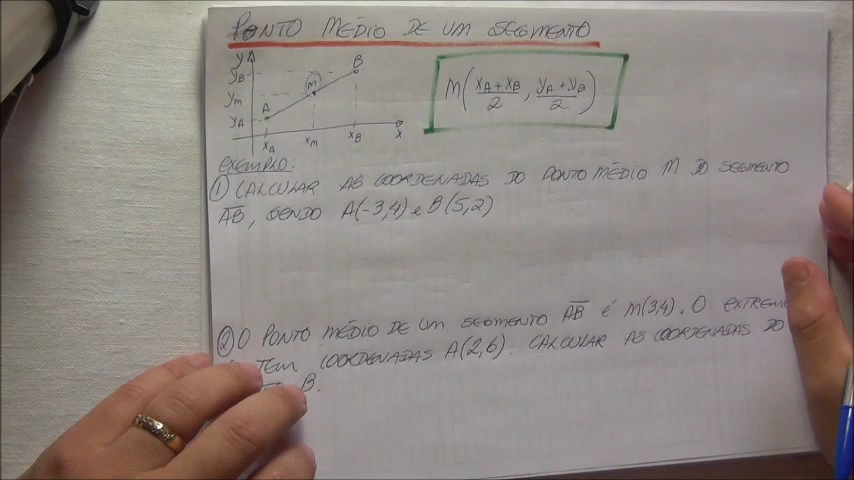 PONTO MÉDIO DE UM SEGMENTO
y
yB
ym
yA
A
M
B
xA
xm
xB
x
M(xA + xB / 2, yA + yB / 2)
EXEMPLO:
1 CALCULAR AS COORDENADAS DO PONTO MÉDIO M DO SEGMENTO
AB, SENDO A(-3,4) e B(5,2)
2 O PONTO MÉDIO DE UM SEGMENTO AB É M(3,4). O EXTREMO
TEM COORDENADAS A(2,6). CALCULAR AS COORDENADAS DO
B.